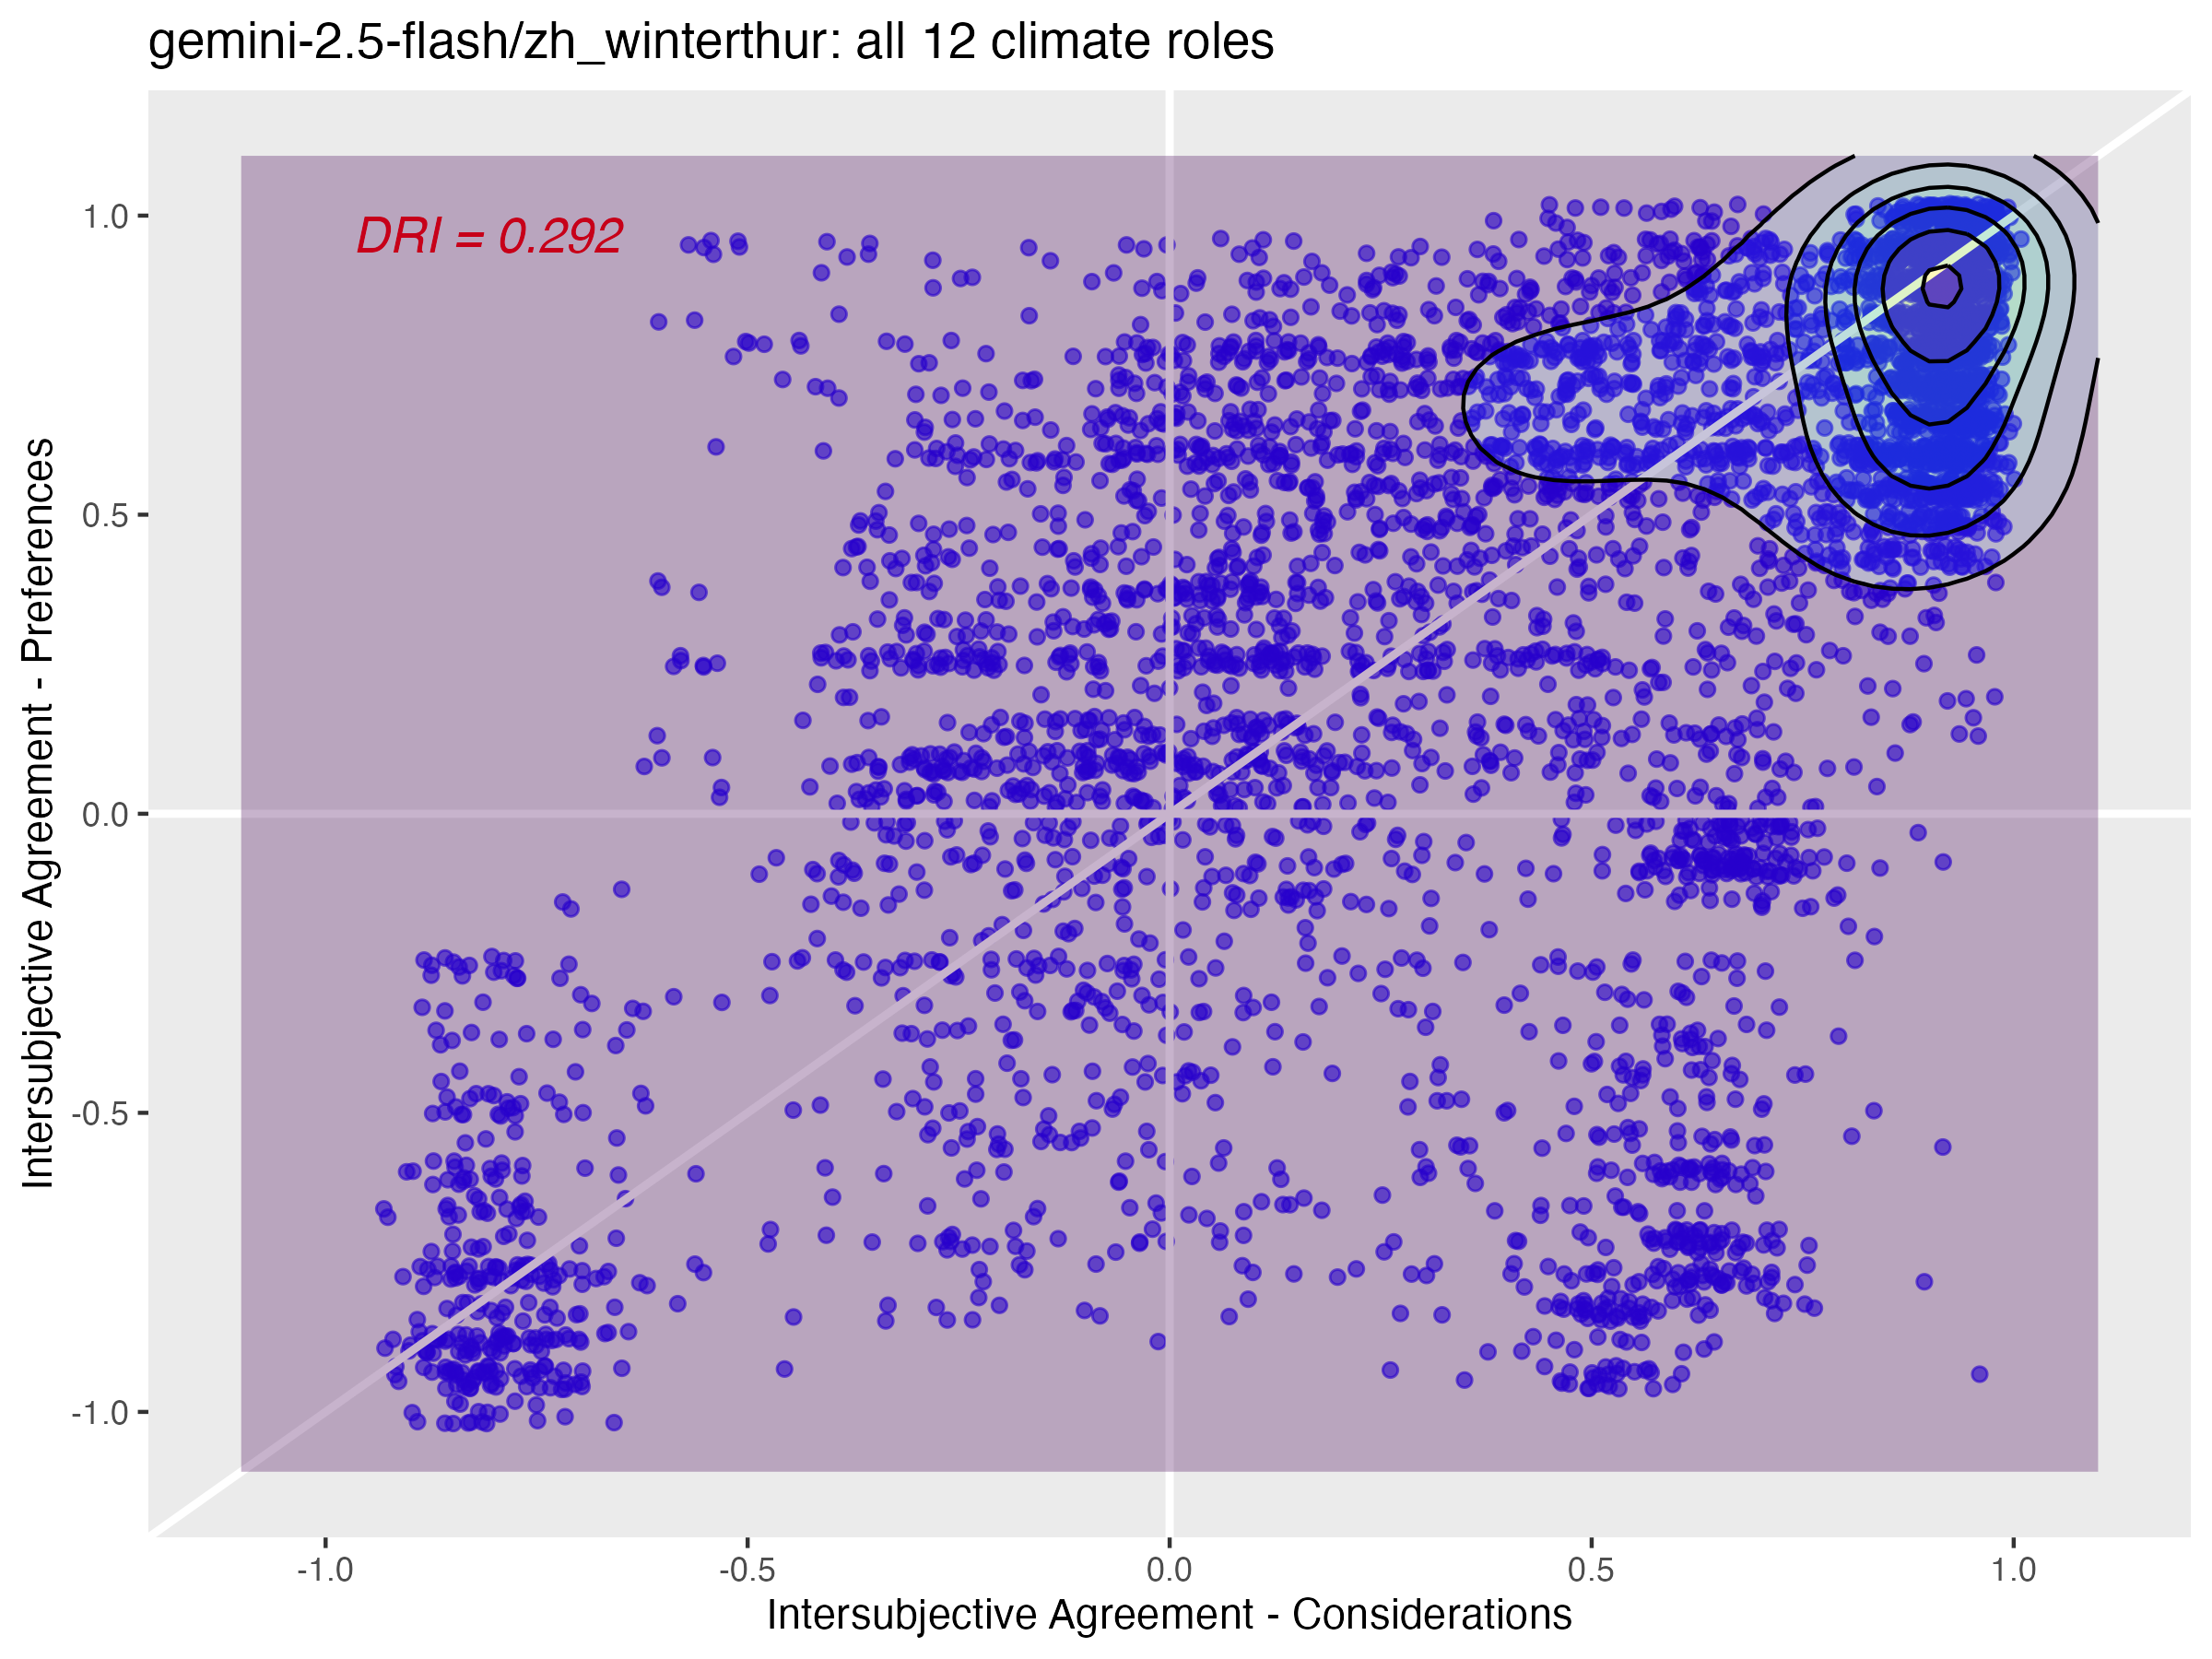 gemini-2.5-flash/zh_winterthur: all 12 climate roles
DRI = 0.292
Intersubjective Agreement - Preferences
1.0
0.5
0.0
-0.5
-1.0
-1.0 -0.5 0.0 0.5 1.0
Intersubjective Agreement - Considerations